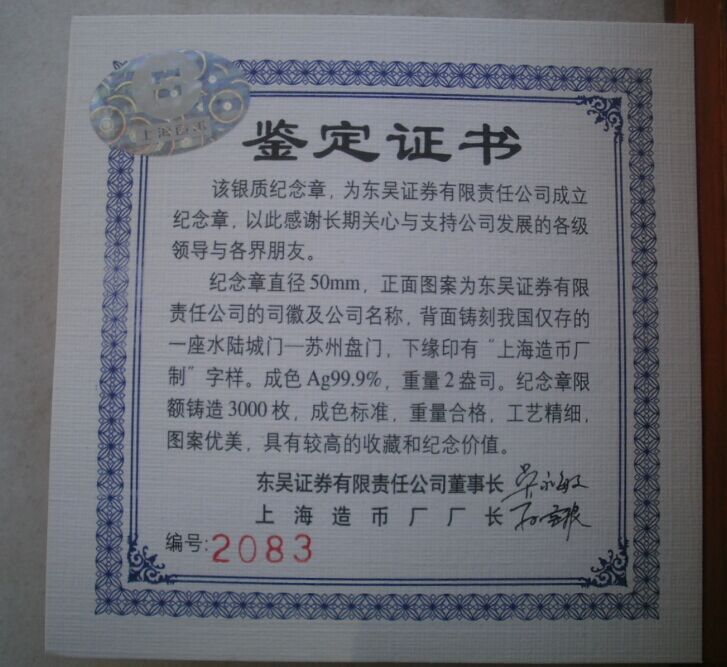 上海造币
鉴定证书
该银质纪念章，为东吴证券有限责任公司成立
纪念章，以此感谢长期关心与支持公司发展的各级
领导与各界朋友。
纪念章直径50mm，正面图案为东吴证券有限
责任公司的司徽及公司名称，背面铸刻我国仅存的
一座水陆城门—苏州盘门，下缘印有“上海造币厂
制”字样。成色Ag99.9%，重量2盎司。纪念章限
额铸造3000枚，成色标准，重量合格，工艺精细，
图案优美，具有较高的收藏和纪念价值。
东吴证券有限责任公司董事长 吴永敏
上海造币厂厂长
编号:2083